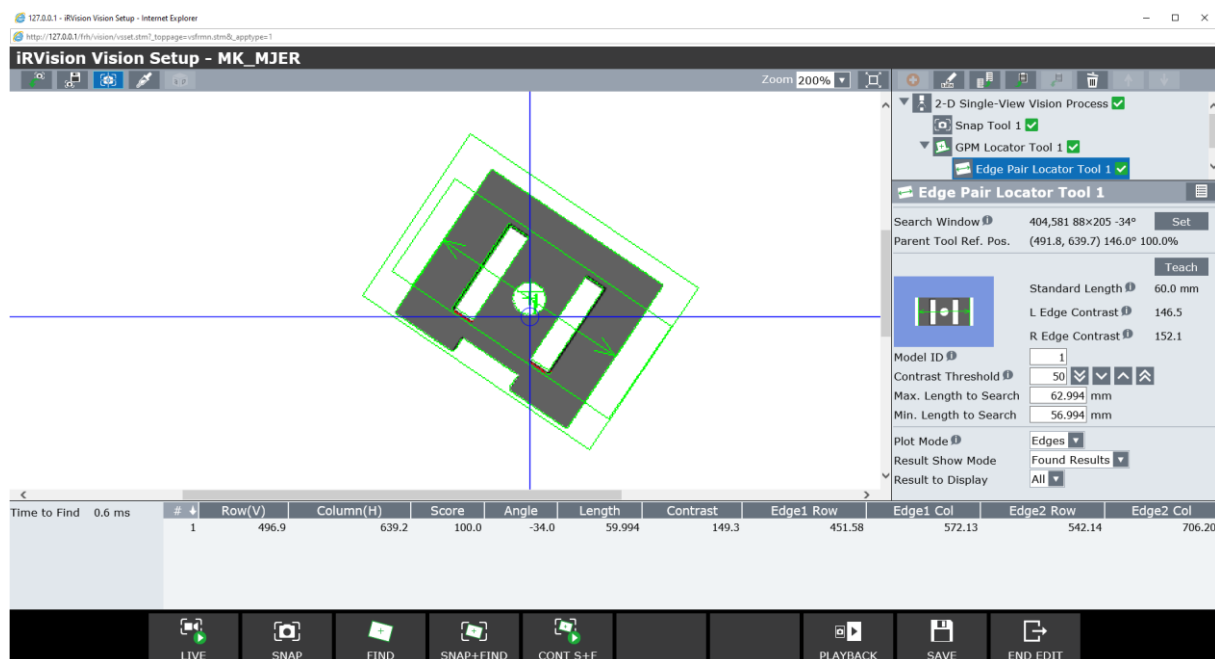 127.0.0.1 - iRVision Vision Setup - Internet Explorer
http://127.0.0.1/frh/vision/vsset.stm?_toppage=vsfrmn.stm&_apptype=1
iRVision Vision Setup - MK_MJER
Zoom 200%
2-D Single-View Vision Process
Snap Tool 1
GPM Locator Tool 1
Edge Pair Locator Tool 1
Edge Pair Locator Tool 1
Search Window 404,581 88×205 -34° Set
Parent Tool Ref. Pos. (491.8, 639.7) 146.0° 100.0%
Teach
Standard Length 60.0 mm
L Edge Contrast 146.5
R Edge Contrast 152.1
Model ID 1
Contrast Threshold 50
Max. Length to Search 62.994 mm
Min. Length to Search 56.994 mm
Plot Mode Edges
Result Show Mode Found Results
Result to Display All
Time to Find 0.6 ms
# Row(V) Column(H) Score Angle Length Contrast Edge1 Row Edge1 Col Edge2 Row Edge2 Col
1 496.9 639.2 100.0 -34.0 59.994 149.3 451.58 572.13 542.14 706.20
LIVE SNAP FIND SNAP+FIND CONT S+F PLAYBACK SAVE END EDIT